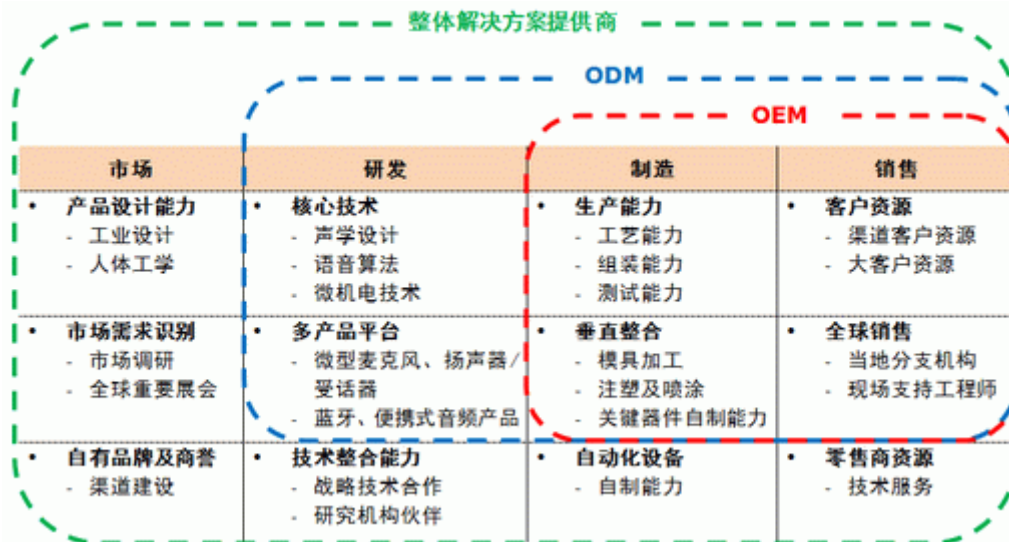 整体解决方案提供商
ODM
OEM
市场
研发
制造
销售
• 产品设计能力
- 工业设计
- 人体工学
• 核心技术
- 声学设计
- 语音算法
- 微机电技术
• 生产能力
- 工艺能力
- 组装能力
- 测试能力
• 客户资源
- 渠道客户资源
- 大客户资源
• 市场需求识别
- 市场调研
- 全球重要展会
• 多产品平台
- 微型麦克风、扬声器/
受话器
- 蓝牙、便携式音频产品
• 垂直整合
- 模具加工
- 注塑及喷涂
- 关键器件自制能力
• 全球销售
- 当地分支机构
- 现场支持工程师
• 自有品牌及商誉
- 渠道建设
• 技术整合能力
- 战略技术合作
- 研究机构伙伴
• 自动化设备
- 自制能力
• 零售商资源
- 技术服务